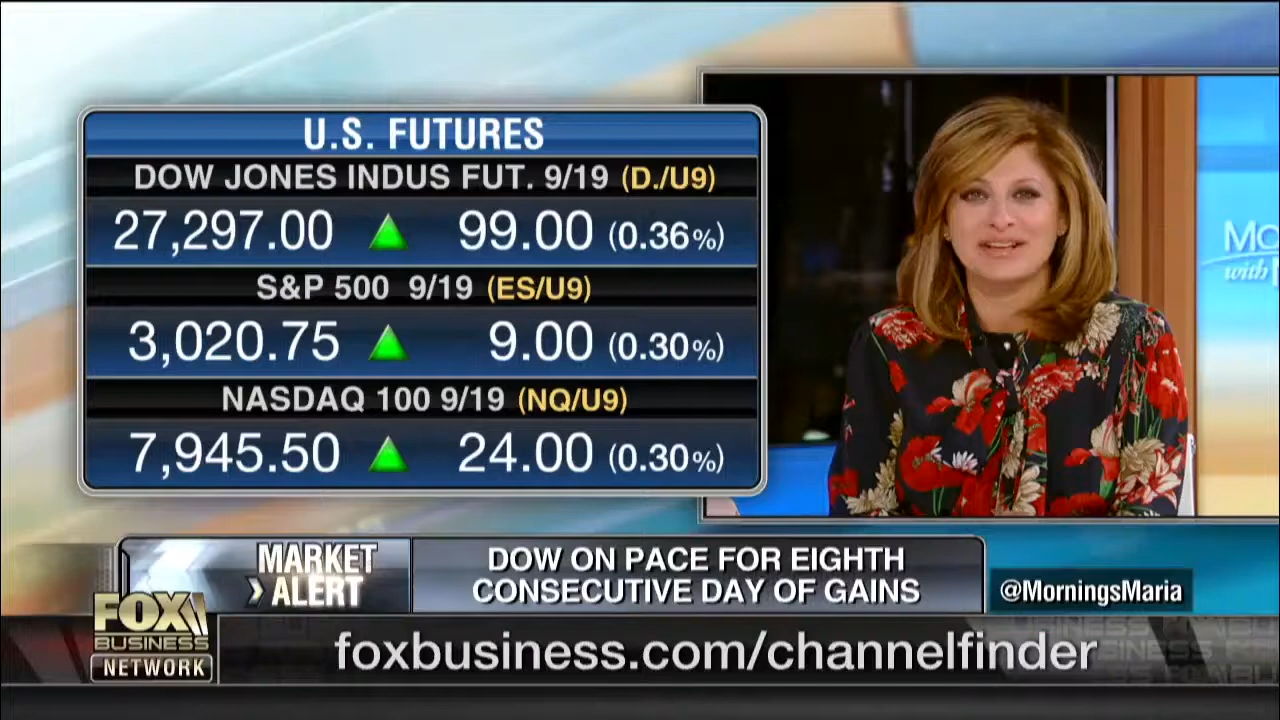 U.S. FUTURES
DOW JONES INDUS FUT. 9/19 (D./U9)
27,297.00 ▲ 99.00 (0.36%)
S&P 500 9/19 (ES/U9)
3,020.75 ▲ 9.00 (0.30%)
NASDAQ 100 9/19 (NQ/U9)
7,945.50 ▲ 24.00 (0.30%)
Mo
with
MARKET
ALERT
DOW ON PACE FOR EIGHTH
CONSECUTIVE DAY OF GAINS
@MorningsMaria
FOX
BUSINESS
NETWORK
foxbusiness.com/channelfinder